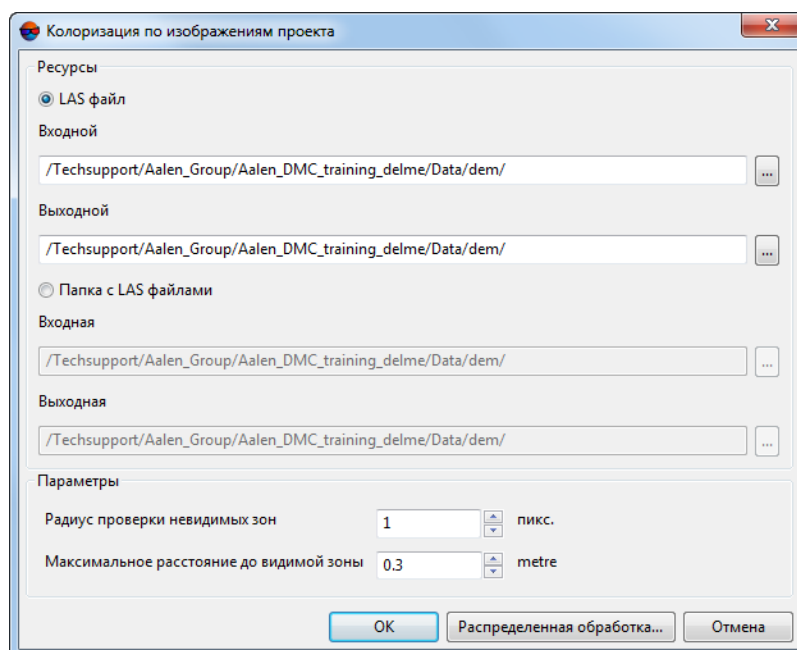 Колоризация по изображениям проекта
Ресурсы
LAS файл
Входной
/Techsupport/Aalen_Group/Aalen_DMC_training_delme/Data/dem/
...
Выходной
/Techsupport/Aalen_Group/Aalen_DMC_training_delme/Data/dem/
...
Папка с LAS файлами
Входная
/Techsupport/Aalen_Group/Aalen_DMC_training_delme/Data/dem/
...
Выходная
/Techsupport/Aalen_Group/Aalen_DMC_training_delme/Data/dem/
...
Параметры
Радиус проверки невидимых зон 1 пикс.
Максимальное расстояние до видимой зоны 0.3 metre
OK Распределенная обработка... Отмена